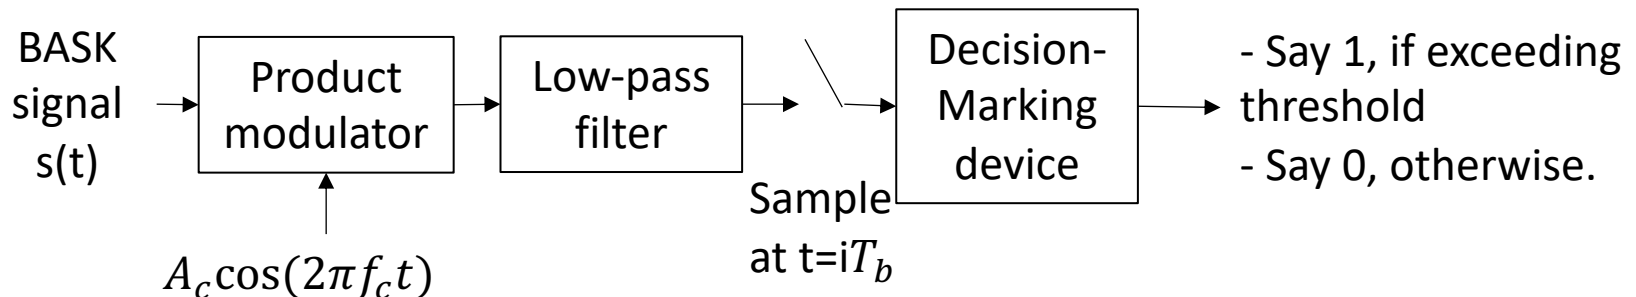 BASK
signal
s(t)
Product
modulator
A_c cos(2πf_c t)
Low-pass
filter
Sample
at t=iT_b
Decision-
Marking
device
- Say 1, if exceeding
threshold
- Say 0, otherwise.